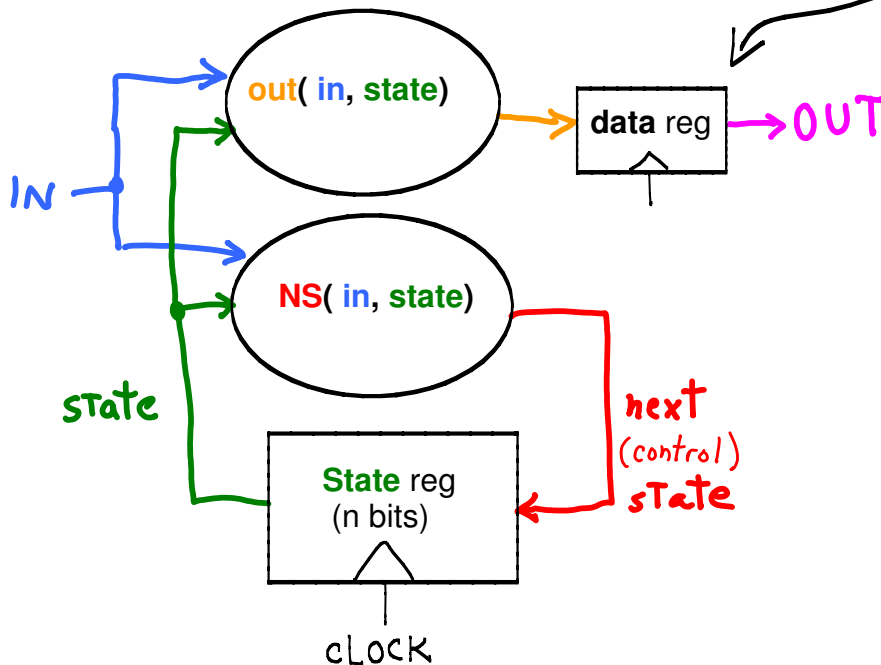 out( in, state)
data reg
OUT
IN
NS( in, state)
state
next
(control)
state
State reg
(n bits)
CLOCK